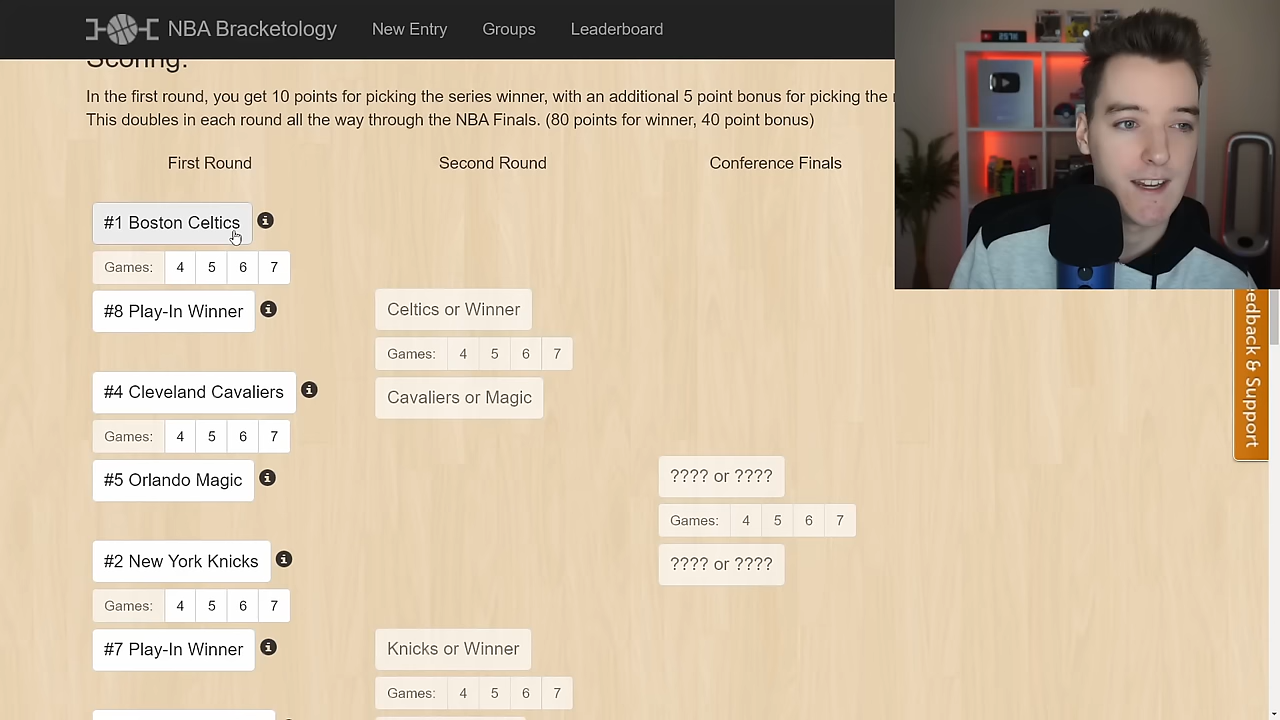 NBA Bracketology New Entry Groups Leaderboard
Scoring:
In the first round, you get 10 points for picking the series winner, with an additional 5 point bonus for picking the
This doubles in each round all the way through the NBA Finals. (80 points for winner, 40 point bonus)
First Round Second Round Conference Finals
#1 Boston Celtics
Games: 4 5 6 7
#8 Play-In Winner
Celtics or Winner
Games: 4 5 6 7
#4 Cleveland Cavaliers
Cavaliers or Magic
Games: 4 5 6 7
#5 Orlando Magic
???? or ????
Games: 4 5 6 7
???? or ????
#2 New York Knicks
Games: 4 5 6 7
#7 Play-In Winner
Knicks or Winner
Games: 4 5 6 7
edback & Support